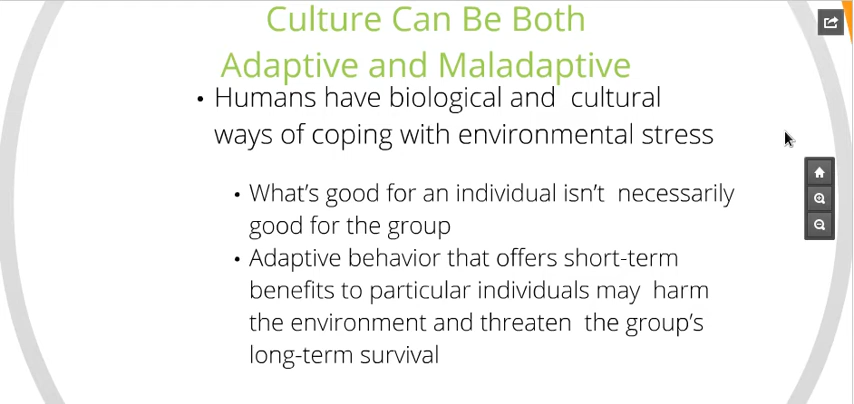 Culture Can Be Both
Adaptive and Maladaptive
• Humans have biological and cultural
ways of coping with environmental stress
• What's good for an individual isn't necessarily
good for the group
• Adaptive behavior that offers short-term
benefits to particular individuals may harm
the environment and threaten the group's
long-term survival